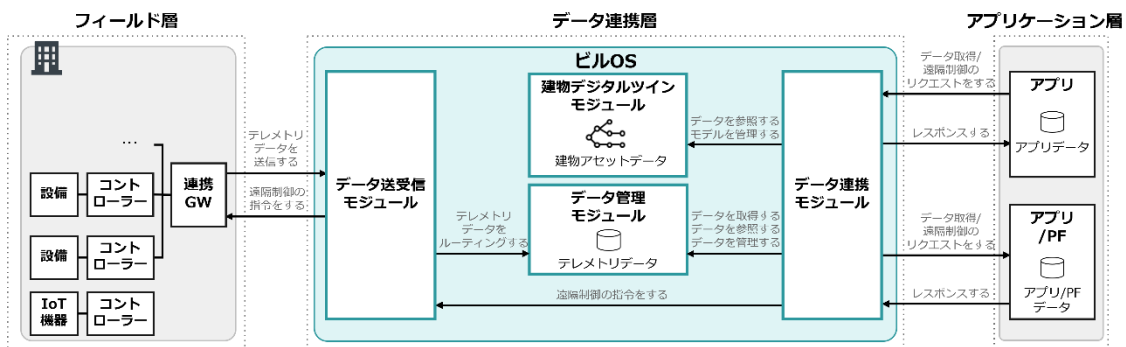 フィールド層
データ連携層
アプリケーション層
ビルOS
…
設備
コント
ローラー
設備
コント
ローラー
IoT
機器
コント
ローラー
連携
GW
テレメトリ
データを
送信する
遠隔制御の
指令をする
データ送受信
モジュール
テレメトリ
データを
ルーティングする
建物デジタルツイン
モジュール
建物アセットデータ
データ管理
モジュール
テレメトリデータ
データを参照する
モデルを管理する
データを取得する
データを参照する
データを管理する
遠隔制御の指令をする
データ連携
モジュール
データ取得/
遠隔制御の
リクエストをする
レスポンスする
データ取得/
遠隔制御の
リクエストをする
レスポンスする
アプリ
アプリデータ
アプリ
/PF
アプリ/PF
データ